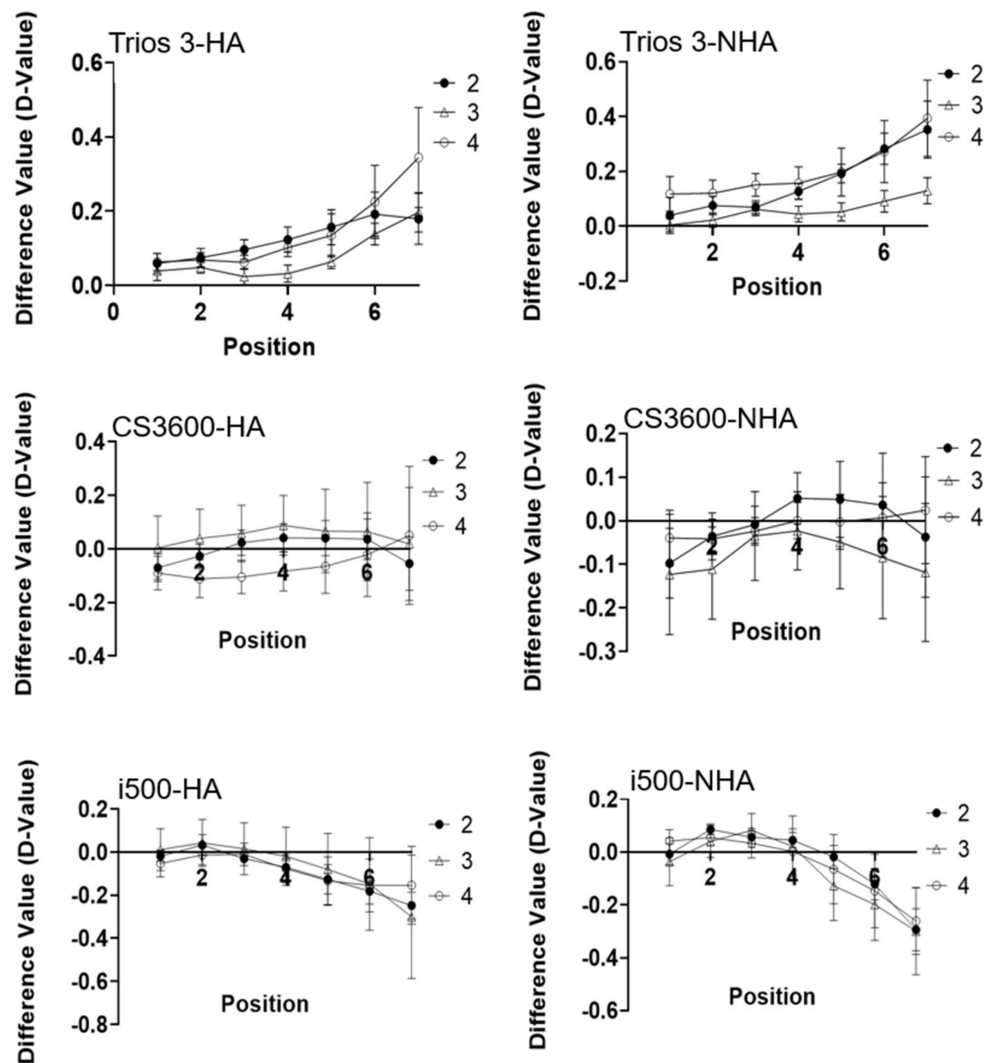 Trios 3-HA
Difference Value (D-Value)
0.6
0.4
0.2
0.0
0 2 4 6
Position
2
3
4
Trios 3-NHA
Difference Value (D-Value)
0.6
0.4
0.2
0.0
-0.2
2 4 6
Position
2
3
4
CS3600-HA
Difference Value (D-Value)
0.4
0.2
0.0
-0.2
-0.4
2 4 6
Position
2
3
4
CS3600-NHA
Difference Value (D-Value)
0.2
0.1
0.0
-0.1
-0.2
-0.3
2 4 6
Position
2
3
4
i500-HA
Difference Value (D-Value)
0.2
0.0
-0.2
-0.4
-0.6
-0.8
2 4 6
Position
2
3
4
i500-NHA
Difference Value (D-Value)
0.2
0.0
-0.2
-0.4
-0.6
2 4 6
Position
2
3
4